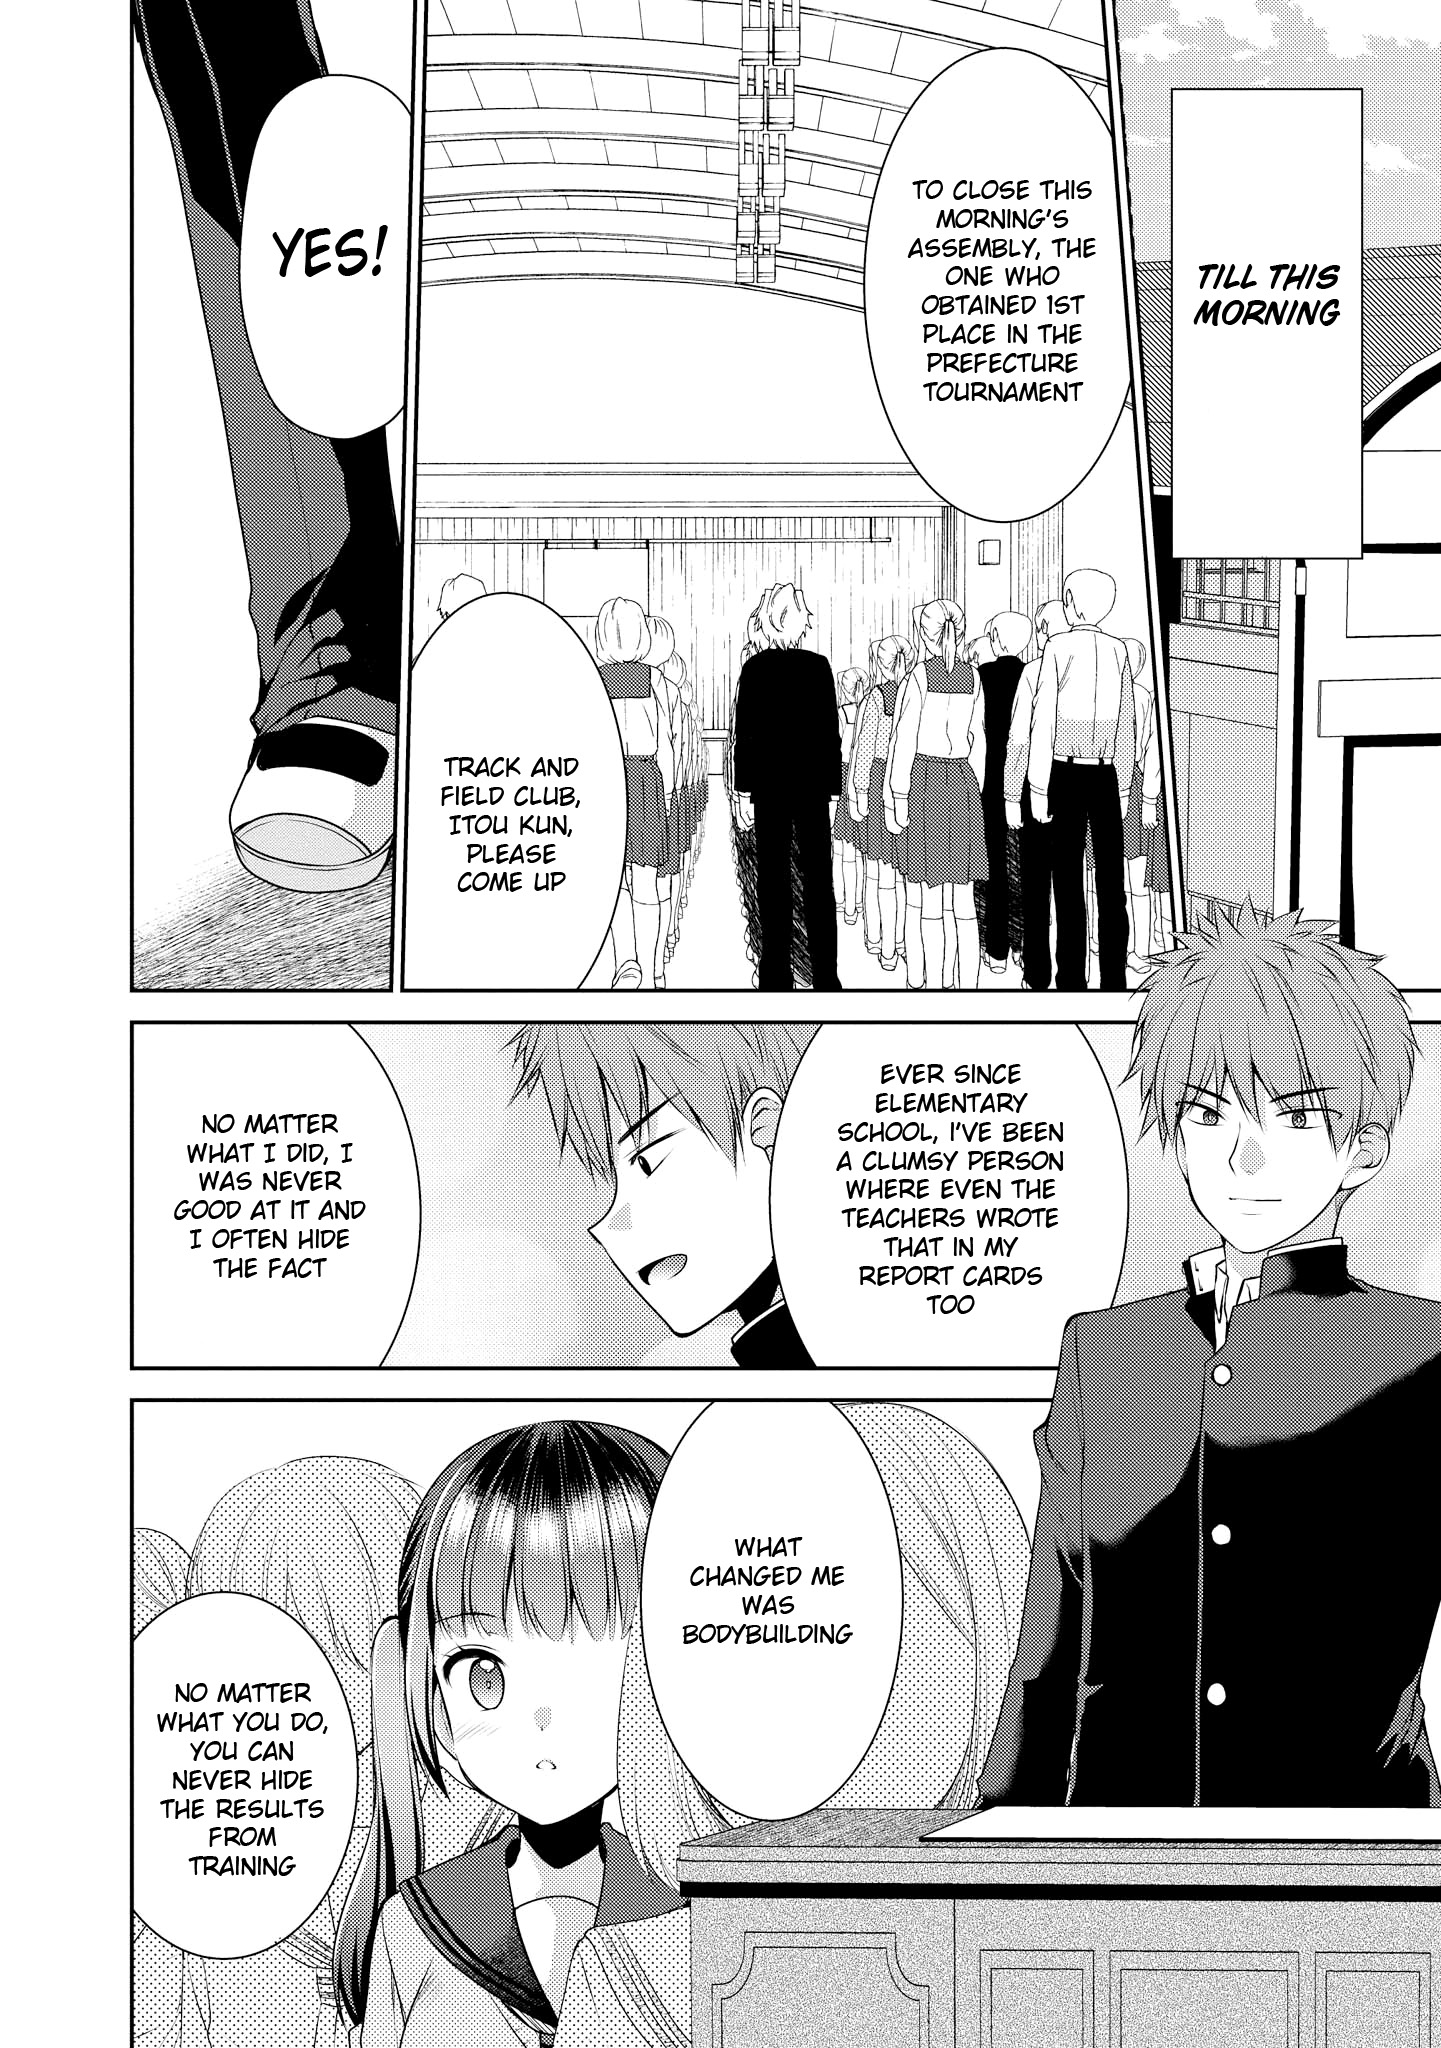 TILL THIS
MORNING
TO CLOSE THIS
MORNING'S
ASSEMBLY, THE
ONE WHO
OBTAINED 1ST
PLACE IN THE
PREFECTURE
TOURNAMENT
TRACK AND
FIELD CLUB,
ITOU KUN,
PLEASE
COME UP
YES!
EVER SINCE
ELEMENTARY
SCHOOL, I'VE BEEN
A CLUMSY PERSON
WHERE EVEN THE
TEACHERS WROTE
THAT IN MY
REPORT CARDS
TOO
NO MATTER
WHAT I DID, I
WAS NEVER
GOOD AT IT AND
I OFTEN HIDE
THE FACT
WHAT
CHANGED ME
WAS
BODYBUILDING
NO MATTER
WHAT YOU DO,
YOU CAN
NEVER HIDE
THE RESULTS
FROM
TRAINING